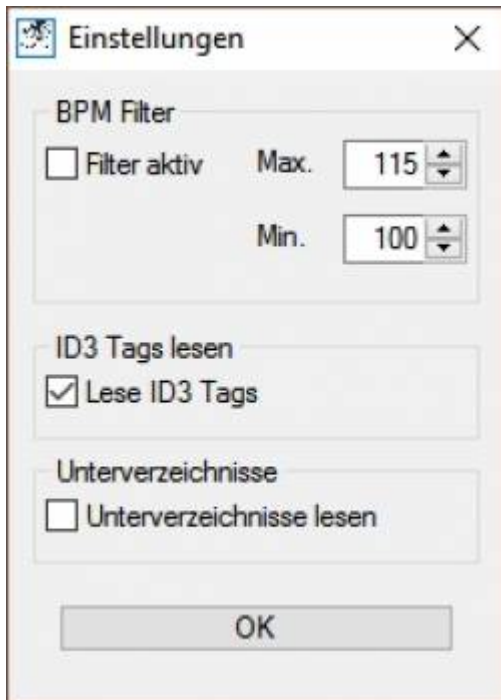 Einstellungen
BPM Filter
Filter aktiv Max. 115
Min. 100
ID3 Tags lesen
Lese ID3 Tags
Unterverzeichnisse
Unterverzeichnisse lesen
OK